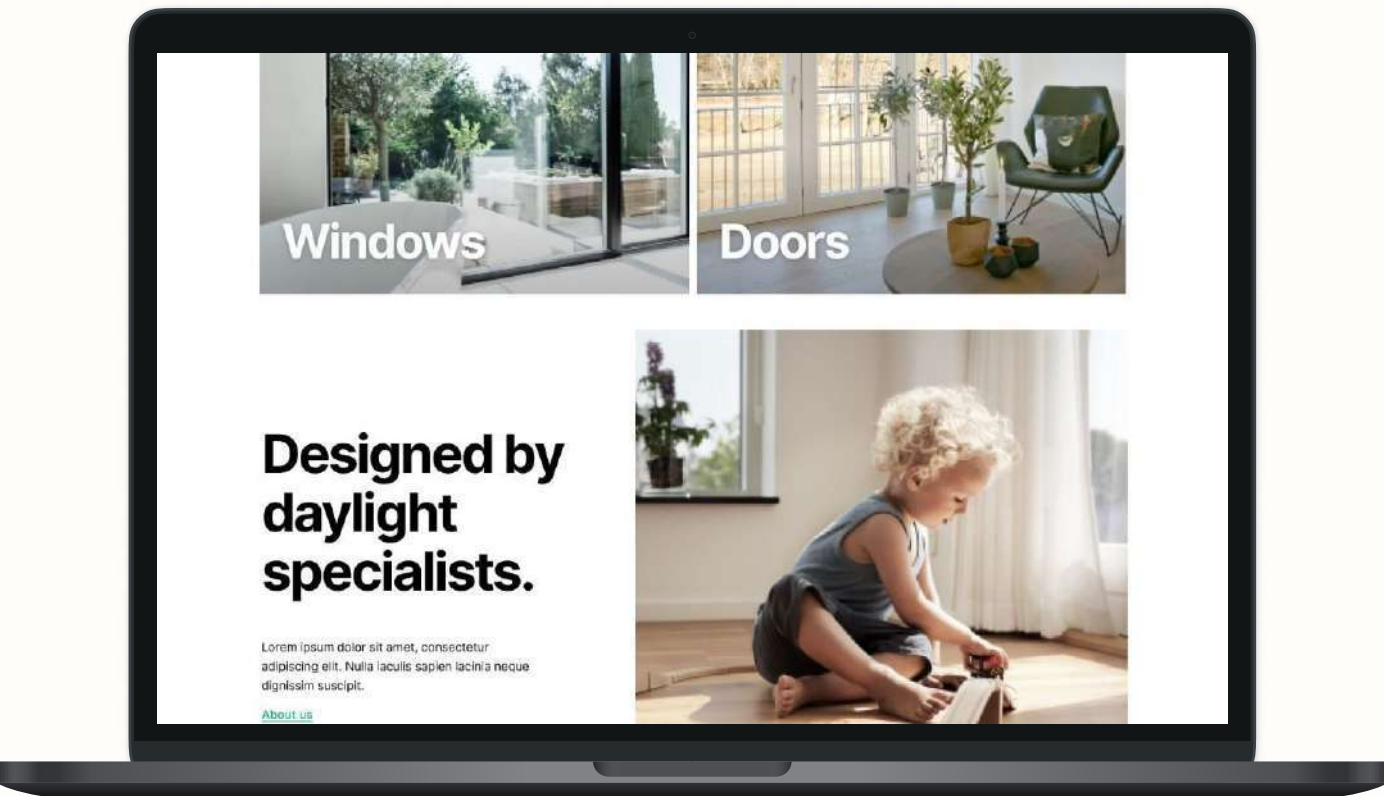 Windows
Doors
Designed by
daylight
specialists.
Lorem ipsum dolor sit amet, consectetur
adipiscing elit. Nulla iaculis sapien lacinia neque
dignissim suscipit.
About us